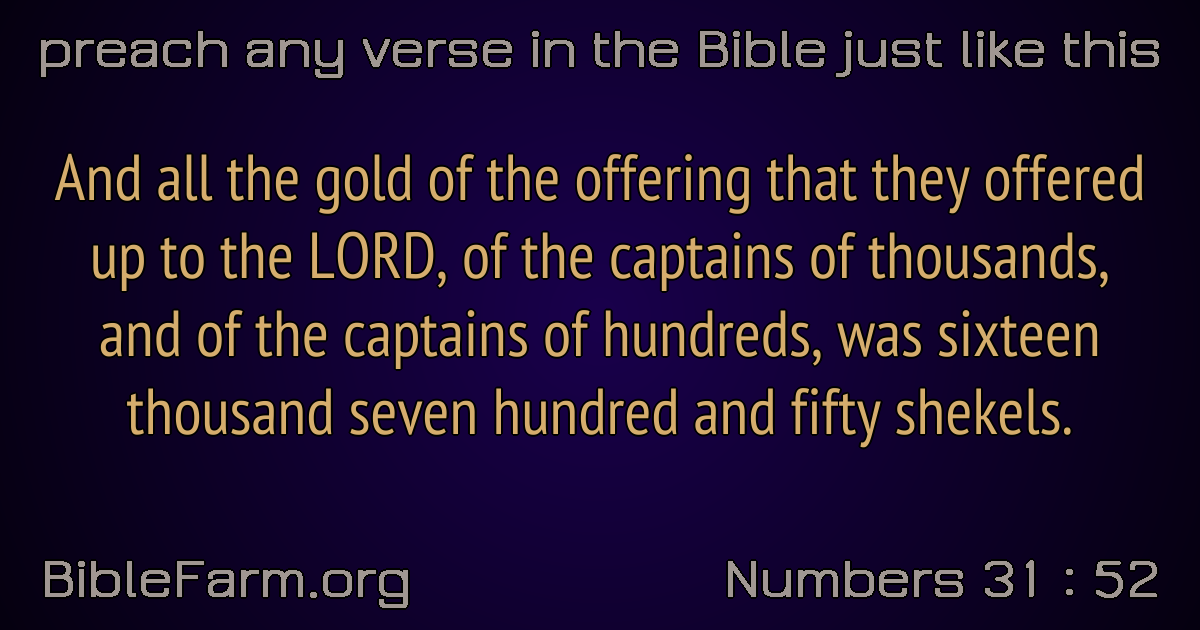 preach any verse in the Bible just like this
And all the gold of the offering that they offered
up to the LORD, of the captains of thousands,
and of the captains of hundreds, was sixteen
thousand seven hundred and fifty shekels.
BibleFarm.org
Numbers 31 : 52